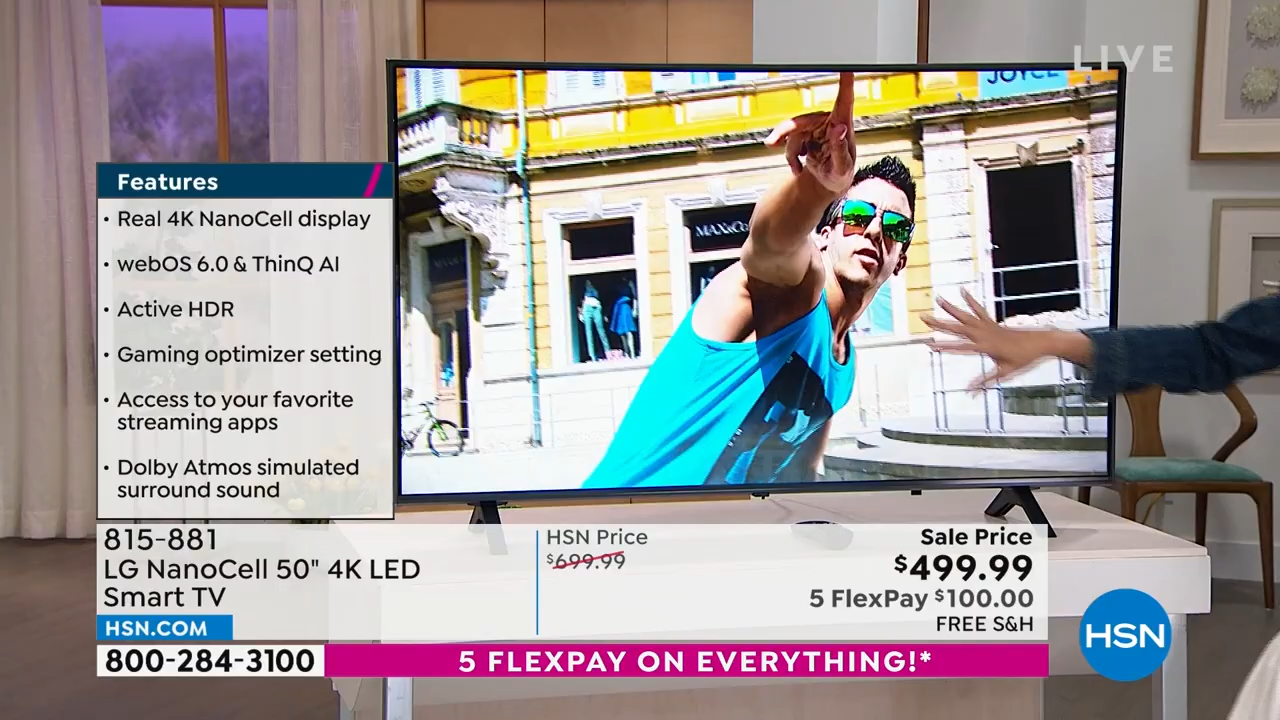 JOYCE
LIVE
MAX&Co
Features
• Real 4K NanoCell display
• webOS 6.0 & ThinQ AI
• Active HDR
• Gaming optimizer setting
• Access to your favorite
streaming apps
• Dolby Atmos simulated
surround sound
815-881
LG NanoCell 50" 4K LED
Smart TV
HSN.COM
HSN Price
$699.99
Sale Price
$499.99
5 FlexPay $100.00
FREE S&H
800-284-3100
5 FLEXPAY ON EVERYTHING!*
HSN